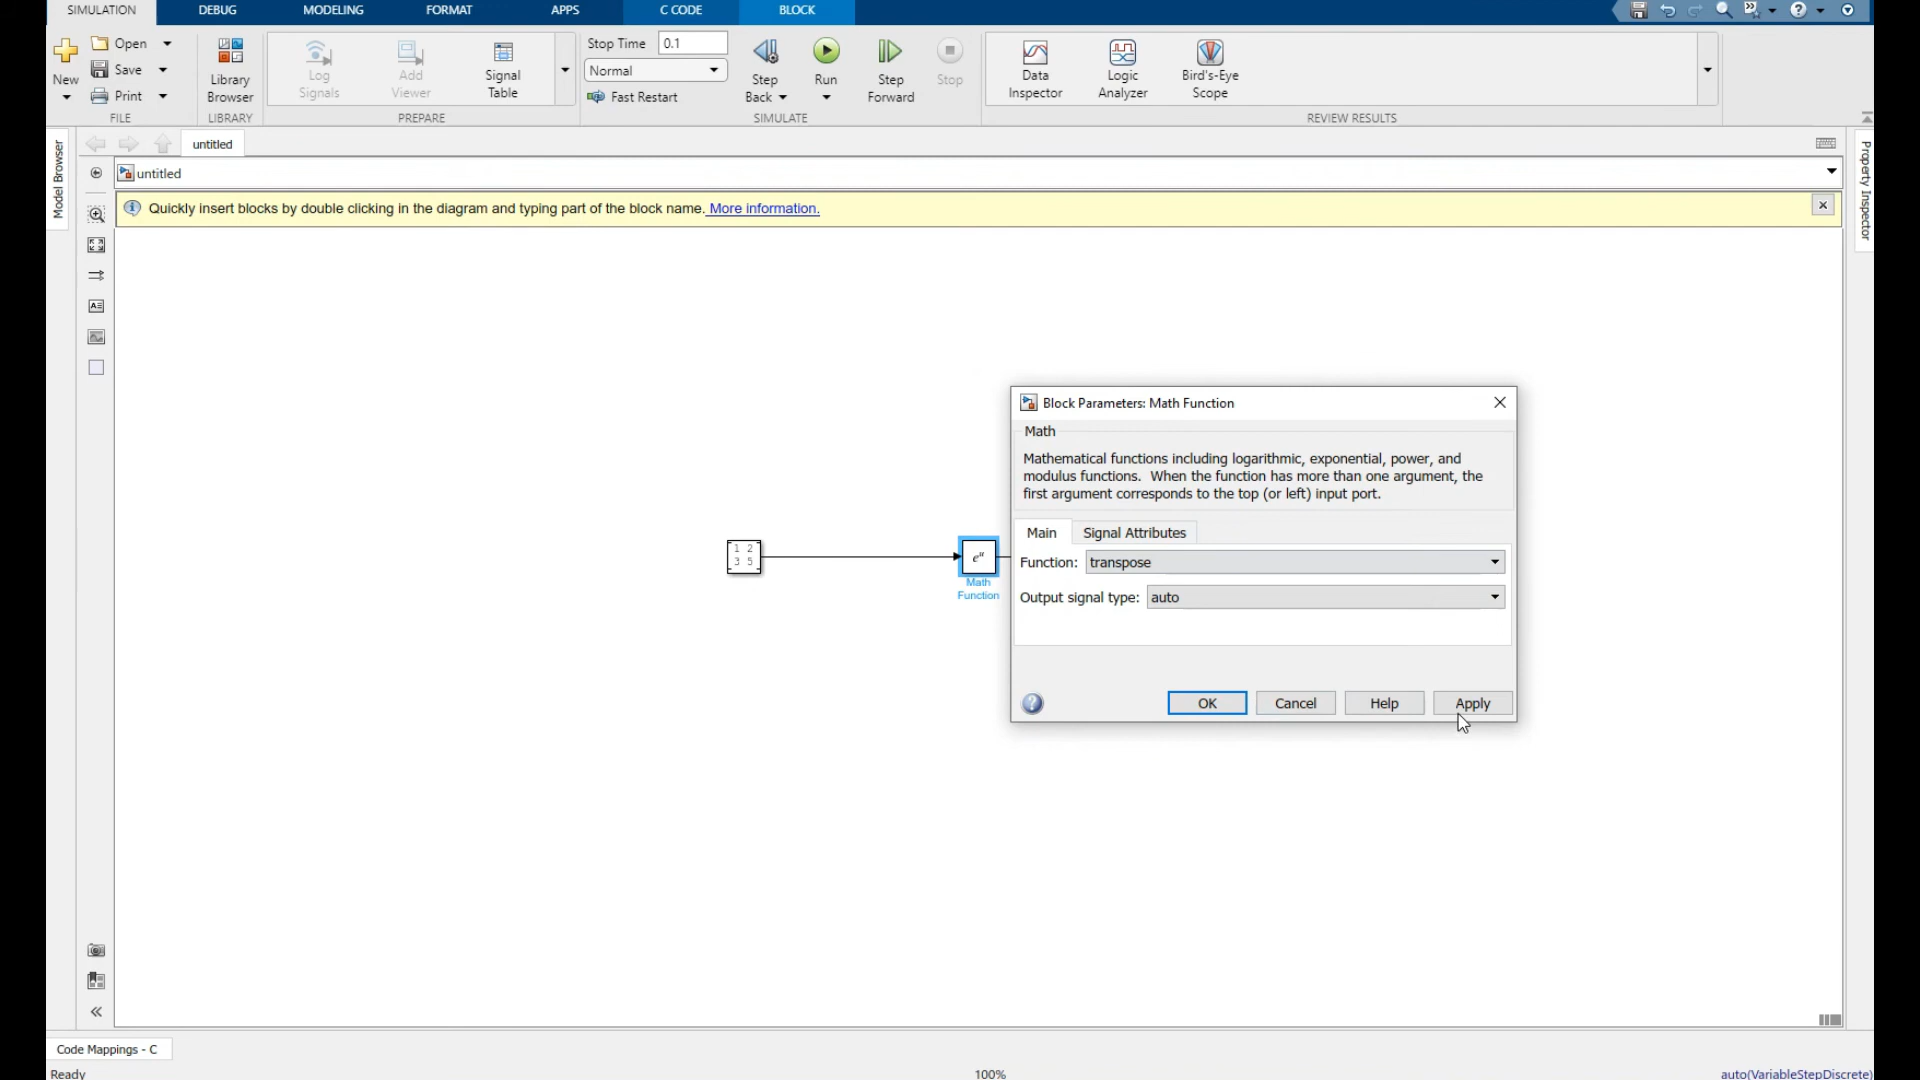 SIMULATION DEBUG MODELING FORMAT APPS C CODE BLOCK
New
Open
Save
Print
FILE
Library
Browser
LIBRARY
Log
Signals
Add
Viewer
Signal
Table
PREPARE
Stop Time 0.1
Normal
Fast Restart
Step
Back
Run
Step
Forward
Stop
SIMULATE
Data
Inspector
Logic
Analyzer
Bird's-Eye
Scope
REVIEW RESULTS
Model Browser
untitled
untitled
Property Inspector
Quickly insert blocks by double clicking in the diagram and typing part of the block name. More information.
1 2
3 5
eᵘ
Math
Function
Block Parameters: Math Function
Math
Mathematical functions including logarithmic, exponential, power, and
modulus functions. When the function has more than one argument, the
first argument corresponds to the top (or left) input port.
Main Signal Attributes
Function: transpose
Output signal type: auto
OK Cancel Help Apply
Code Mappings - C
Ready 100% auto(VariableStepDiscrete)